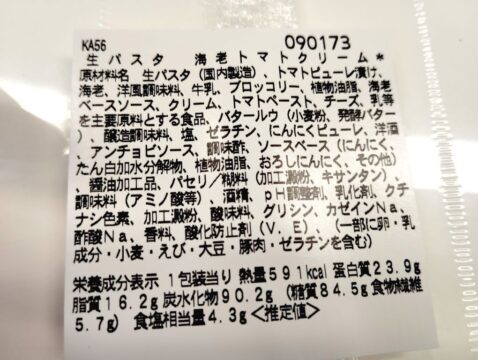 KA56 090173
生パスタ 海老トマトクリーム*
原材料名 生パスタ(国内製造)、トマトピューレ漬け、
海老、洋風調味料、牛乳、ブロッコリー、植物油脂、海老
ベースソース、クリーム、トマトペースト、チーズ、乳等
を主要原料とする食品、バタールウ(小麦粉、発酵バター
)、醸造調味料、塩、ゼラチン、にんにくピューレ、洋酒
、アンチョビソース、調味酢、ソースベース(にんにく、
たん白加水分解物、植物油脂、おろしにんにく、その他)
、醤油加工品、パセリ/糊料(加工澱粉、キサンタン)、
調味料(アミノ酸等)、酒精、pH調整剤、乳化剤、クチ
ナシ色素、加工澱粉、酸味料、グリシン、カゼインNa、
酢酸Na、香料、酸化防止剤(V.E)、(一部に卵・乳
成分・小麦・えび・大豆・豚肉・ゼラチンを含む)
栄養成分表示 1包装当り 熱量591kcal 蛋白質23.9g
脂質16.2g 炭水化物90.2g (糖質84.5g 食物繊維
5.7g) 食塩相当量4.3g<推定値>